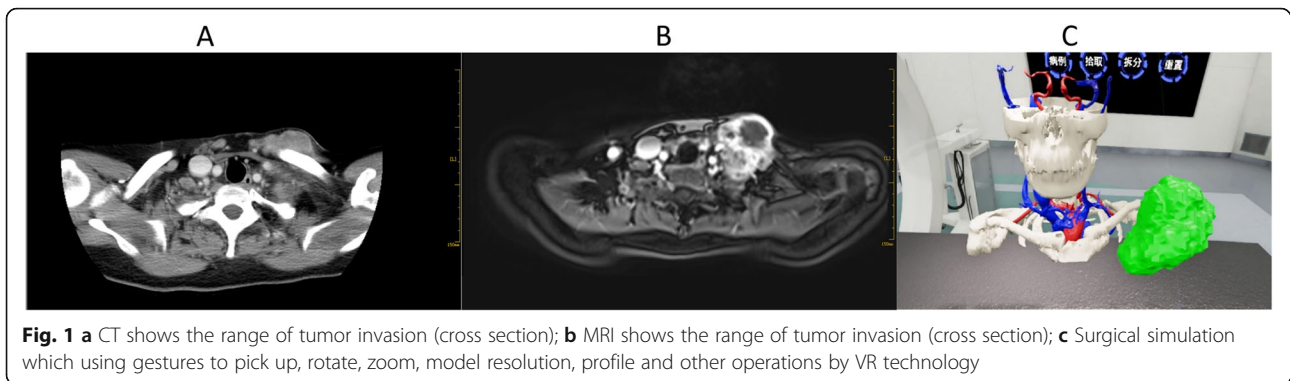 A B C
病例 拾取 拆分 重置
[L]
[L]
150mm
150mm
Fig. 1 a CT shows the range of tumor invasion (cross section); b MRI shows the range of tumor invasion (cross section); c Surgical simulation
which using gestures to pick up, rotate, zoom, model resolution, profile and other operations by VR technology